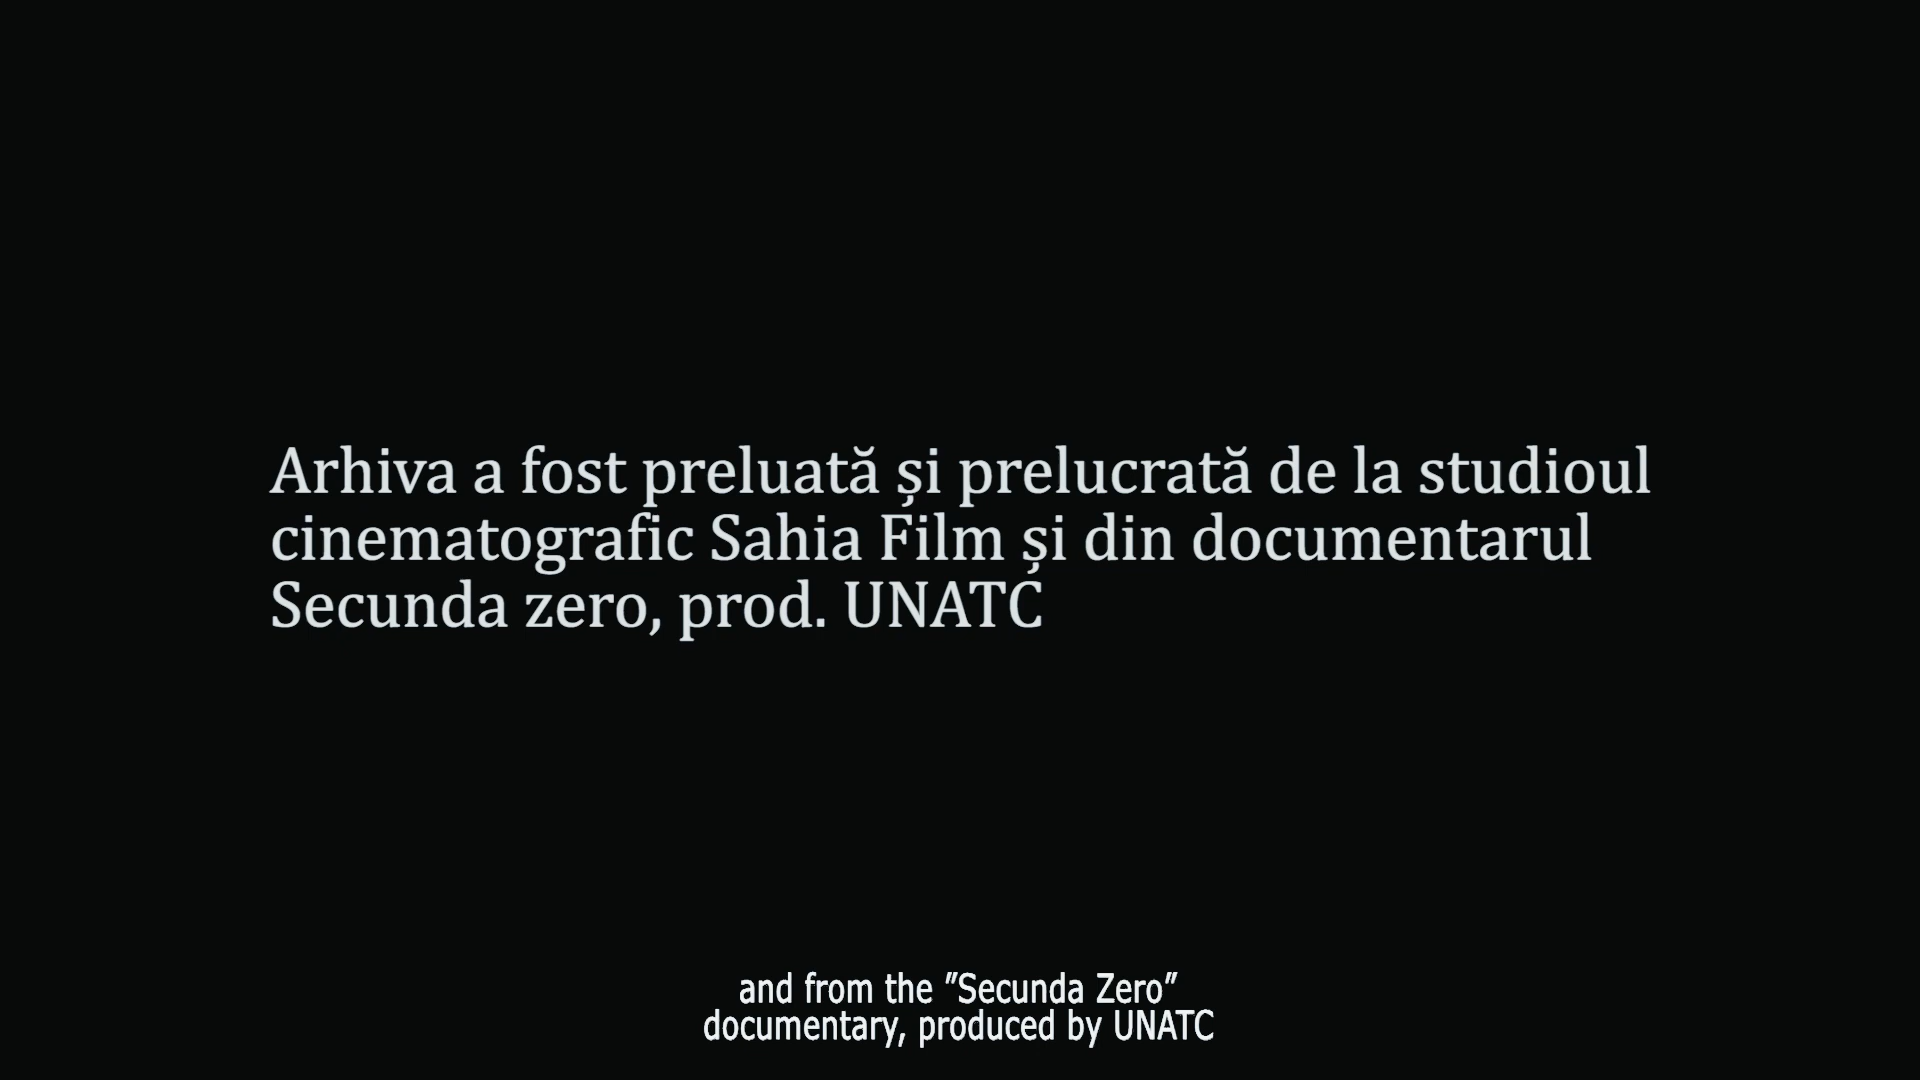 Arhiva a fost preluată și prelucrată de la studioul
cinematografic Sahia Film și din documentarul
Secunda zero, prod. UNATC
and from the ”Secunda Zero”
documentary, produced by UNATC